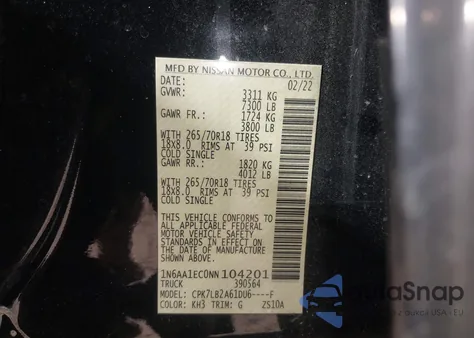 MFD BY NISSAN MOTOR CO., LTD.
DATE: 02/22
GVWR: 3311 KG
7300 LB
GAWR FR.: 1724 KG
3800 LB
WITH 265/70R18 TIRES
18X8.0 RIMS AT 39 PSI
COLD SINGLE
GAWR RR.: 1820 KG
4012 LB
WITH 265/70R18 TIRES
18X8.0 RIMS AT 39 PSI
COLD SINGLE
THIS VEHICLE CONFORMS TO
ALL APPLICABLE FEDERAL
MOTOR VEHICLE SAFETY
STANDARDS IN EFFECT ON
THE DATE OF MANUFACTURE
SHOWN ABOVE.
1N6AA1EC0NN104201
TRUCK 390564
MODEL: CPK7LB2A61DU6----F
COLOR: KH3 TRIM: G ZSI0A
AutaSnap